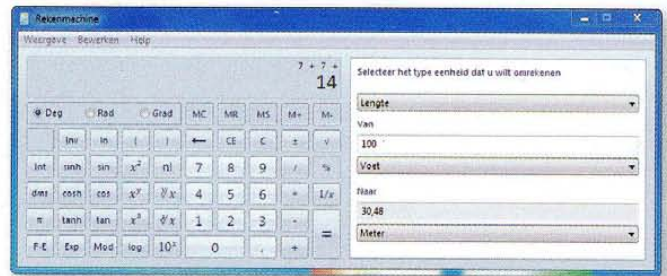 Rekenmachine
Weergave Bewerken Help
7 + 7 +
14
Deg Rad Grad MC MR MS M+ M-
Inv ln ( ) ← CE C ± √
Int sinh sin x² n! 7 8 9 / %
dms cosh cos xʸ ʸ√x 4 5 6 * 1/x
π tanh tan x³ ³√x 1 2 3 - =
F-E Exp Mod log 10ˣ 0 , +
Selecteer het type eenheid dat u wilt omrekenen
Lengte
Van
100
Voet
Naar
30,48
Meter